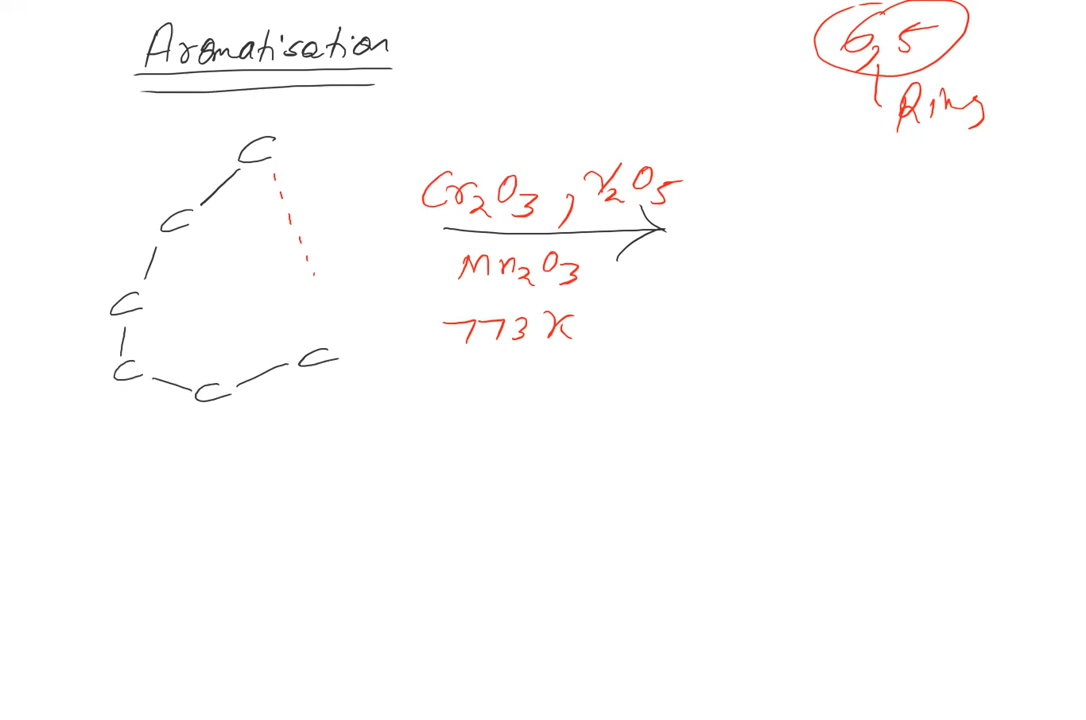 Aromatisation
6,5
Ring
C
C
C
C
C
C
Cr₂O₃, V₂O₅
Mn₂O₃
773 K